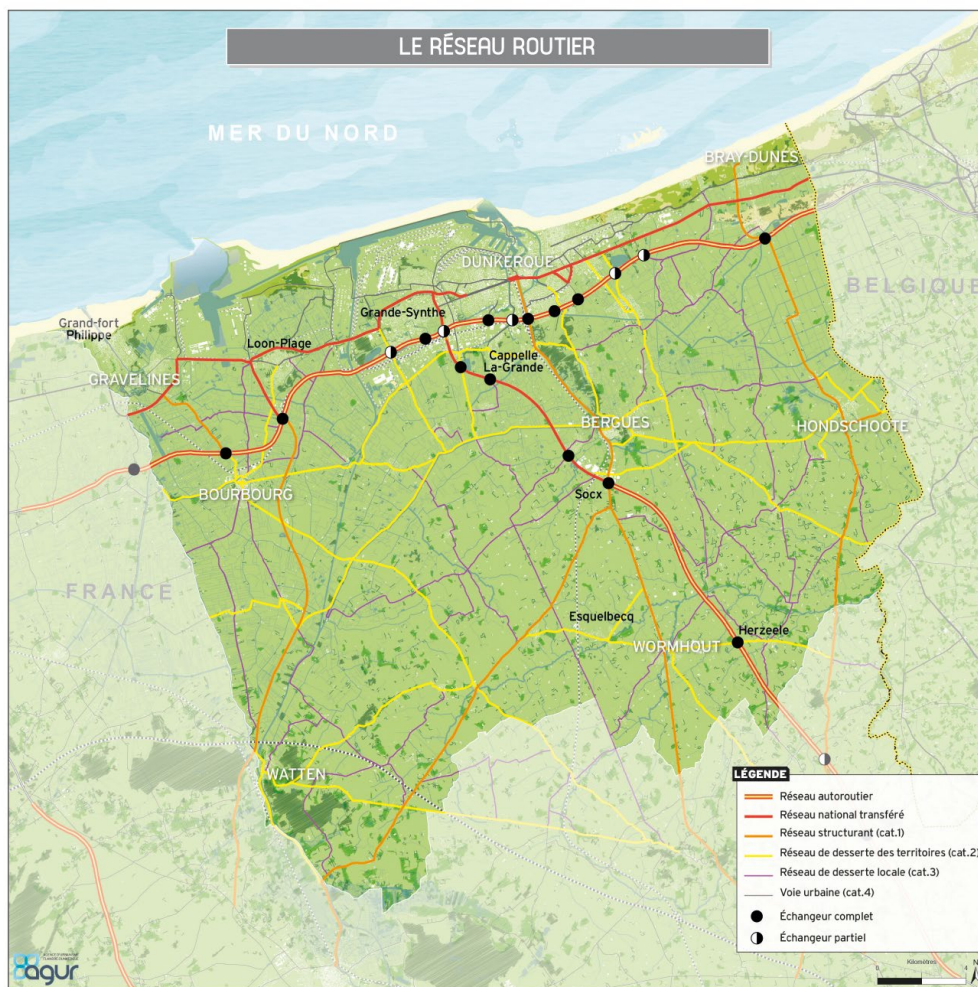 LE RÉSEAU ROUTIER
MER DU NORD
BRAY-DUNES
DUNKERQUE
BELGIQUE
Grand-fort
Philippe
Grande-Synthe
Loon-Plage
Cappelle
La-Grande
GRAVELINES
BERGUES
HONDSCHOOTE
BOURBOURG
Socx
FRANCE
Esquelbecq
Herzeele
WORMHOUT
WATTEN
LÉGENDE
Réseau autoroutier
Réseau national transféré
Réseau structurant (cat.1)
Réseau de desserte des territoires (cat.2)
Réseau de desserte locale (cat.3)
Voie urbaine (cat.4)
Échangeur complet
Échangeur partiel
Kilomètres
N
0
agur